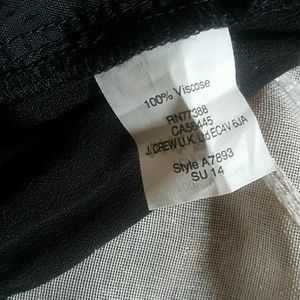 100% Viscose
RN77388
CA56445
J.CREW U.K. Ltd EC4V 6JA
Style A7893
SU 14